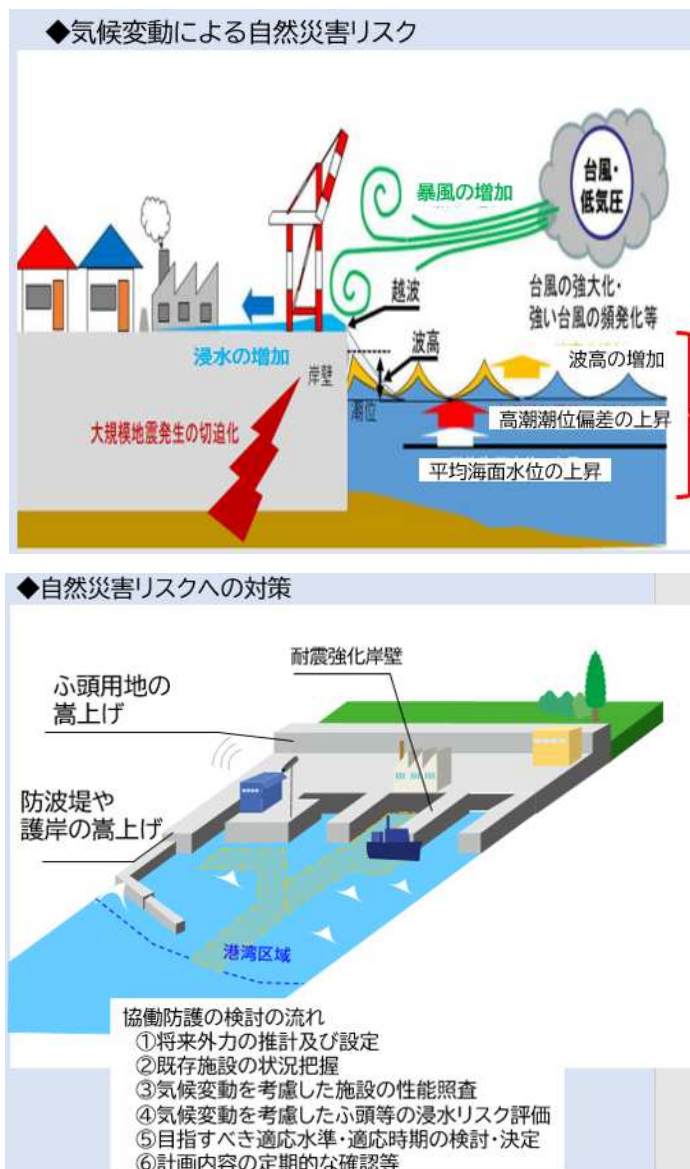 ◆気候変動による自然災害リスク
台風・
低気圧
暴風の増加
越波
台風の強大化・
強い台風の頻発化等
浸水の増加
岸壁
波高
波高の増加
潮位
大規模地震発生の切迫化
高潮潮位偏差の上昇
平均海面水位の上昇
◆自然災害リスクへの対策
耐震強化岸壁
ふ頭用地の
嵩上げ
防波堤や
護岸の嵩上げ
港湾区域
協働防護の検討の流れ
①将来外力の推計及び設定
②既存施設の状況把握
③気候変動を考慮した施設の性能照査
④気候変動を考慮したふ頭等の浸水リスク評価
⑤目指すべき適応水準・適応時期の検討・決定
⑥計画内容の定期的な確認等